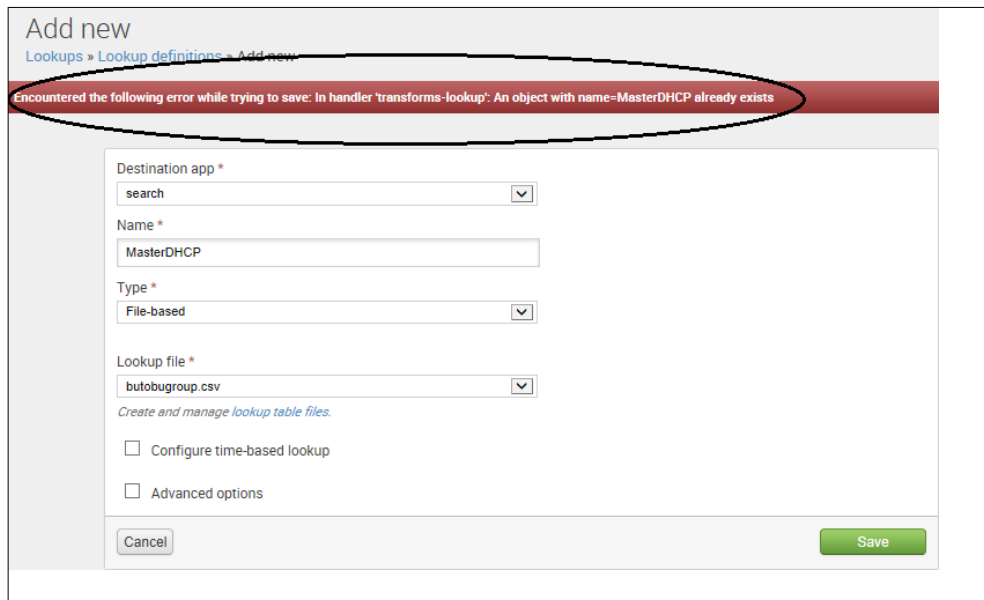 Add new
Lookups » Lookup definitions » Add new
Encountered the following error while trying to save: In handler 'transforms-lookup': An object with name=MasterDHCP already exists
Destination app *
search
Name *
MasterDHCP
Type *
File-based
Lookup file *
butobugroup.csv
Create and manage lookup table files.
Configure time-based lookup
Advanced options
Cancel
Save